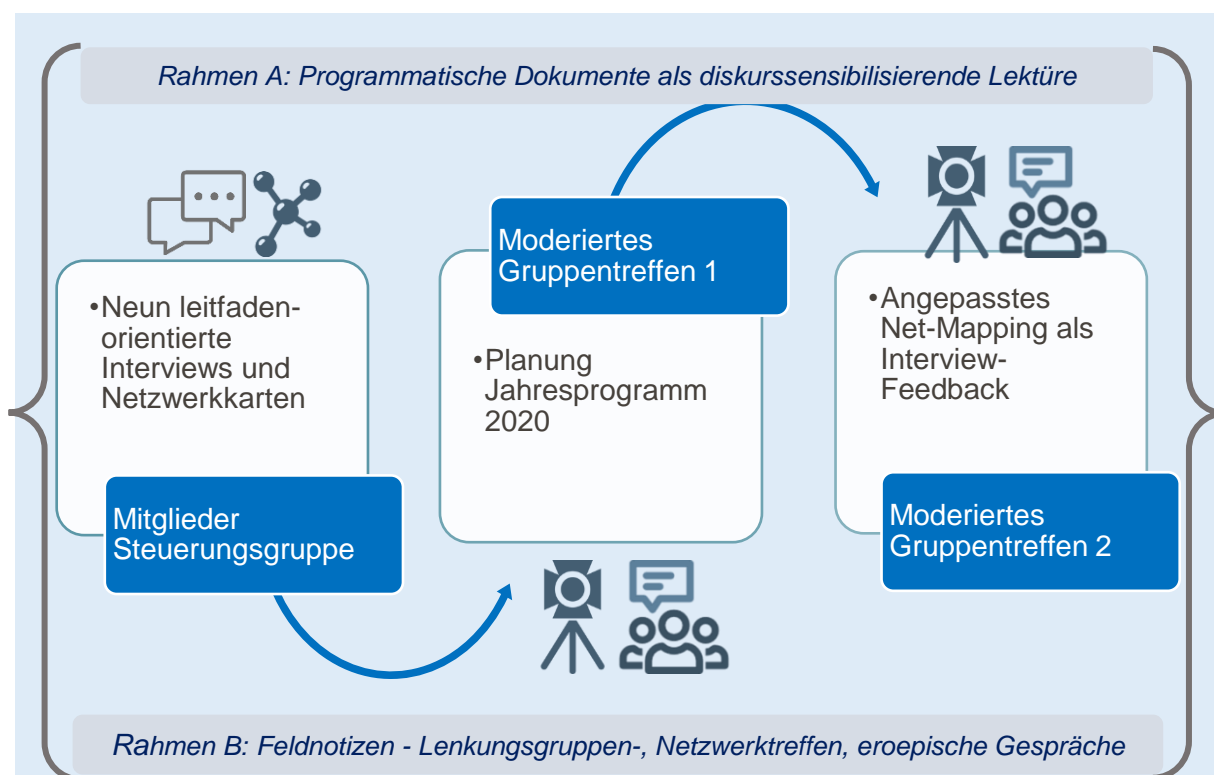 Rahmen A: Programmatische Dokumente als diskurssensibilisierende Lektüre
•Neun leitfaden-
orientierte
Interviews und
Netzwerkkarten
Mitglieder
Steuerungsgruppe
Moderiertes
Gruppentreffen 1
•Planung
Jahresprogramm
2020
•Angepasstes
Net-Mapping als
Interview-
Feedback
Moderiertes
Gruppentreffen 2
Rahmen B: Feldnotizen - Lenkungsgruppen-, Netzwerktreffen, eroepische Gespräche